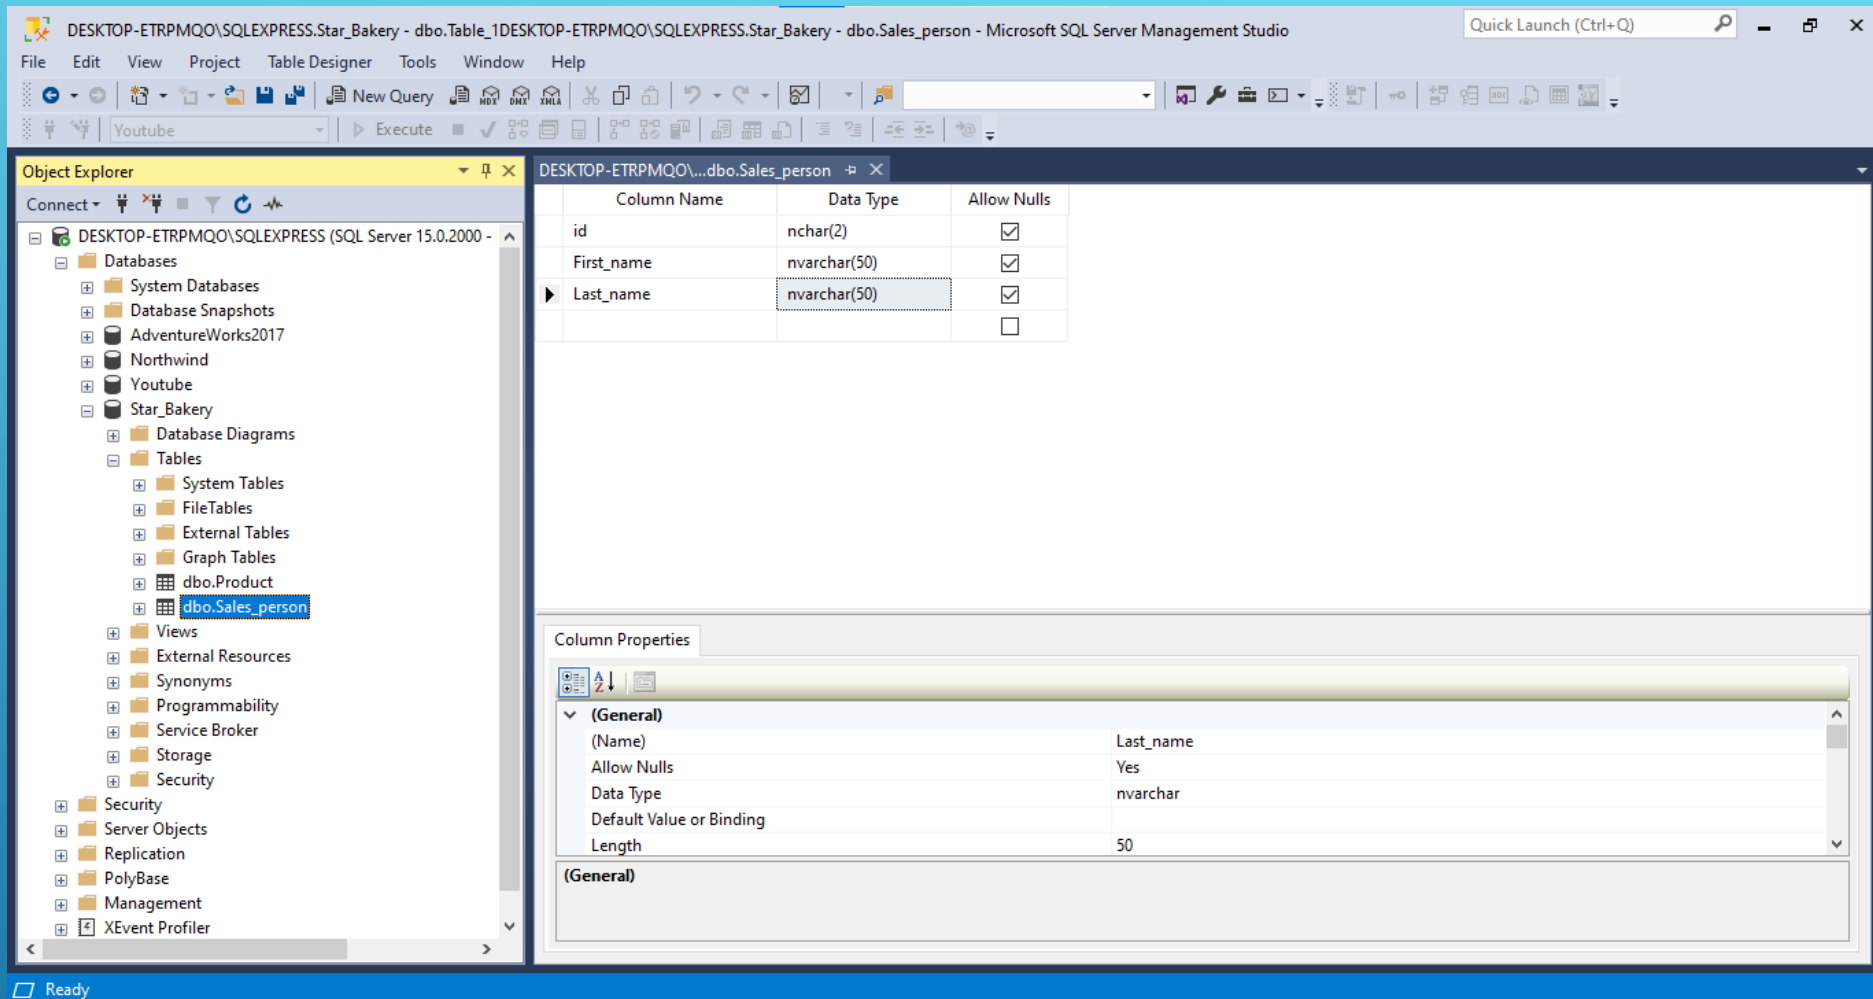 DESKTOP-ETRPMQO\SQLEXPRESS.Star_Bakery - dbo.Table_1DESKTOP-ETRPMQO\SQLEXPRESS.Star_Bakery - dbo.Sales_person - Microsoft SQL Server Management Studio
Quick Launch (Ctrl+Q)
File Edit View Project Table Designer Tools Window Help
New Query MDX DMX XMLA
Youtube Execute
Object Explorer
Connect
DESKTOP-ETRPMQO\SQLEXPRESS (SQL Server 15.0.2000 -
Databases
System Databases
Database Snapshots
AdventureWorks2017
Northwind
Youtube
Star_Bakery
Database Diagrams
Tables
System Tables
FileTables
External Tables
Graph Tables
dbo.Product
dbo.Sales_person
Views
External Resources
Synonyms
Programmability
Service Broker
Storage
Security
Security
Server Objects
Replication
PolyBase
Management
XEvent Profiler
DESKTOP-ETRPMQO\...dbo.Sales_person
Column Name Data Type Allow Nulls
id nchar(2)
First_name nvarchar(50)
Last_name nvarchar(50)
Column Properties
(General)
(Name) Last_name
Allow Nulls Yes
Data Type nvarchar
Default Value or Binding
Length 50
(General)
Ready